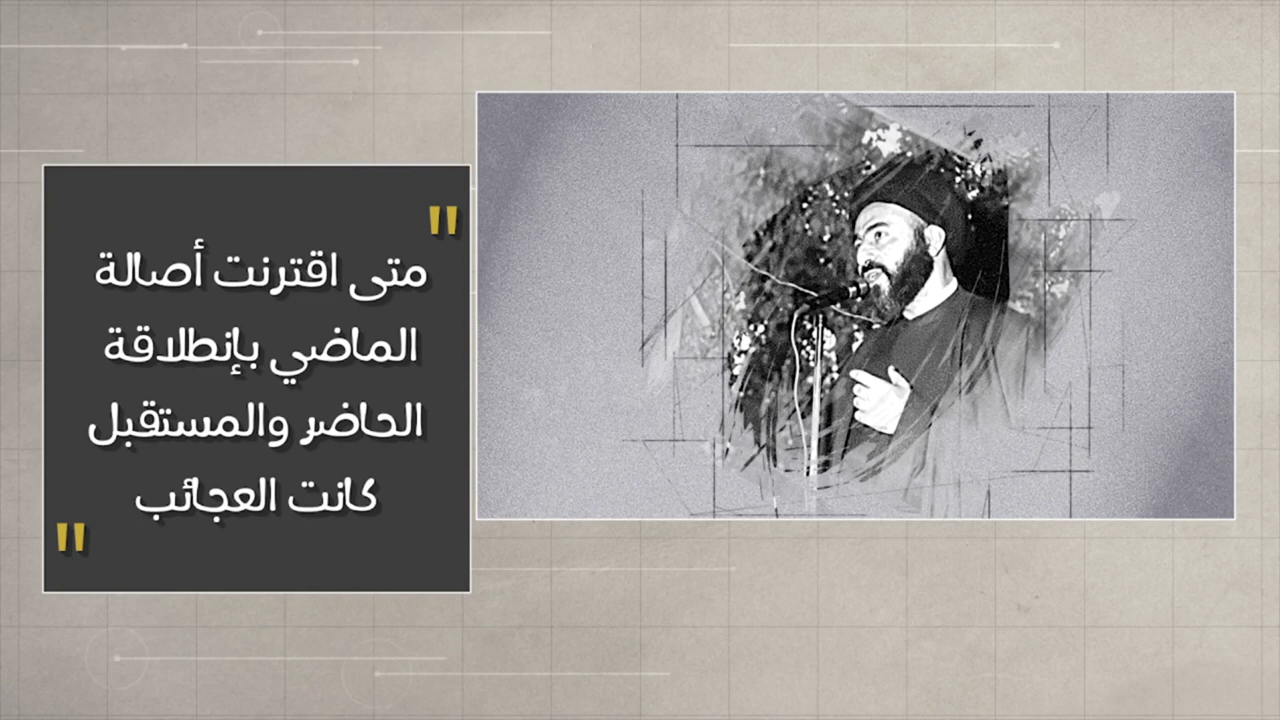 "
متى اقترنت أصالة
الماضي بإنطلاقة
الحاضر والمستقبل
كانت العجائب
"